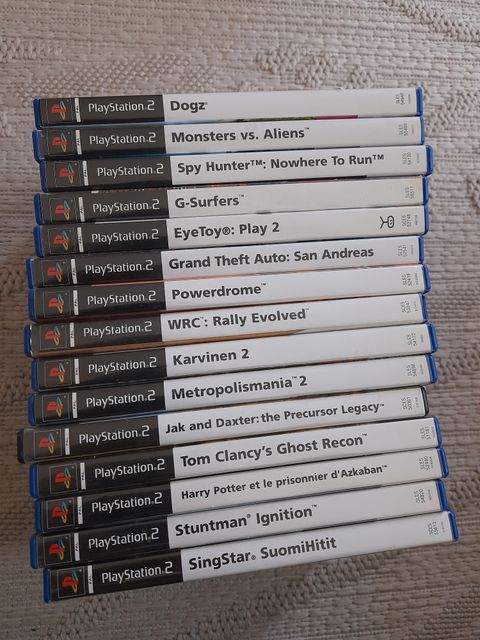 PlayStation.2 Dogz
PlayStation.2 Monsters vs. Aliens™
PlayStation.2 Spy Hunter™: Nowhere To Run™
PlayStation.2 G-Surfers™
PlayStation.2 EyeToy®: Play 2
PlayStation.2 Grand Theft Auto: San Andreas
PlayStation.2 Powerdrome™
PlayStation.2 WRC™: Rally Evolved™
PlayStation.2 Karvinen 2
PlayStation.2 Metropolismania™ 2
PlayStation.2 Jak and Daxter: the Precursor Legacy™
PlayStation.2 Tom Clancy's Ghost Recon™
PlayStation.2 Harry Potter et le prisonnier d'Azkaban™
PlayStation.2 Stuntman® Ignition™
PlayStation.2 SingStar® SuomiHitit